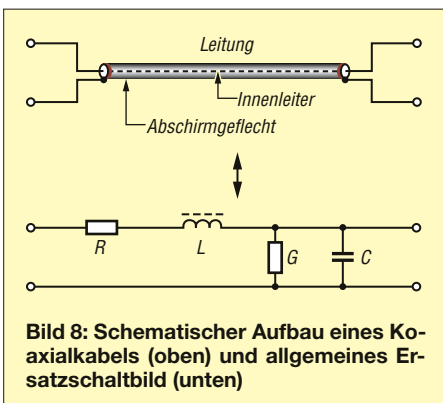 Leitung
Innenleiter
Abschirmgeflecht
R
L
G
C
Bild 8: Schematischer Aufbau eines Ko-
axialkabels (oben) und allgemeines Er-
satzschaltbild (unten)